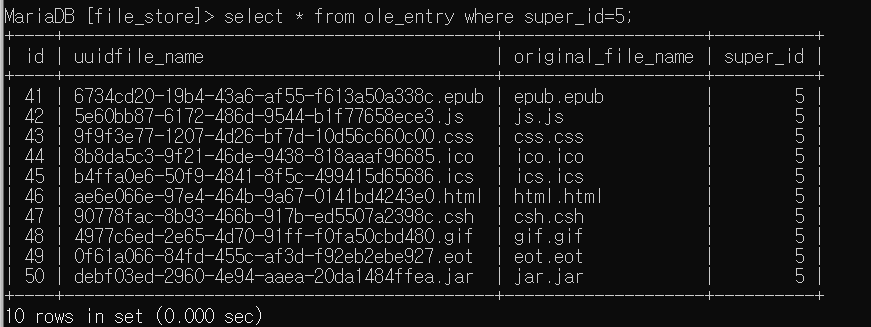 MariaDB [file_store]> select * from ole_entry where super_id=5;
+----+-------------------------------------------+--------------------+----------+
| id | uuidfile_name                             | original_file_name | super_id |
+----+-------------------------------------------+--------------------+----------+
| 41 | 6734cd20-19b4-43a6-af55-f613a50a338c.epub | epub.epub          |        5 |
| 42 | 5e60bb87-6172-486d-9544-b1f77658ece3.js   | js.js              |        5 |
| 43 | 9f9f3e77-1207-4d26-bf7d-10d56c660c00.css  | css.css            |        5 |
| 44 | 8b8da5c3-9f21-46de-9438-818aaaf96685.ico  | ico.ico            |        5 |
| 45 | b4ffa0e6-50f9-4841-8f5c-499415d65686.ics  | ics.ics            |        5 |
| 46 | ae6e066e-97e4-464b-9a67-0141bd4243e0.html | html.html          |        5 |
| 47 | 90778fac-8b93-466b-917b-ed5507a2398c.csh  | csh.csh            |        5 |
| 48 | 4977c6ed-2e65-4d70-91ff-f0fa50cbd480.gif  | gif.gif            |        5 |
| 49 | 0f61a066-84fd-455c-af3d-f92eb2ebe927.eot  | eot.eot            |        5 |
| 50 | debf03ed-2960-4e94-aaea-20da1484ffea.jar  | jar.jar            |        5 |
+----+-------------------------------------------+--------------------+----------+
10 rows in set (0.000 sec)